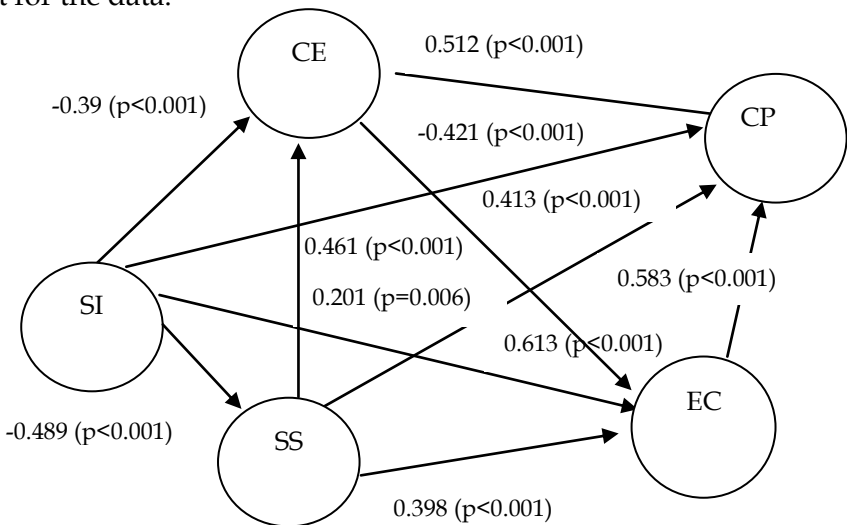 t for the data.
CE
0.512 (p<0.001)
-0.39 (p<0.001)
CP
-0.421 (p<0.001)
0.413 (p<0.001)
0.461 (p<0.001)
0.583 (p<0.001)
SI
0.201 (p=0.006)
0.613 (p<0.001)
EC
-0.489 (p<0.001)
SS
0.398 (p<0.001)